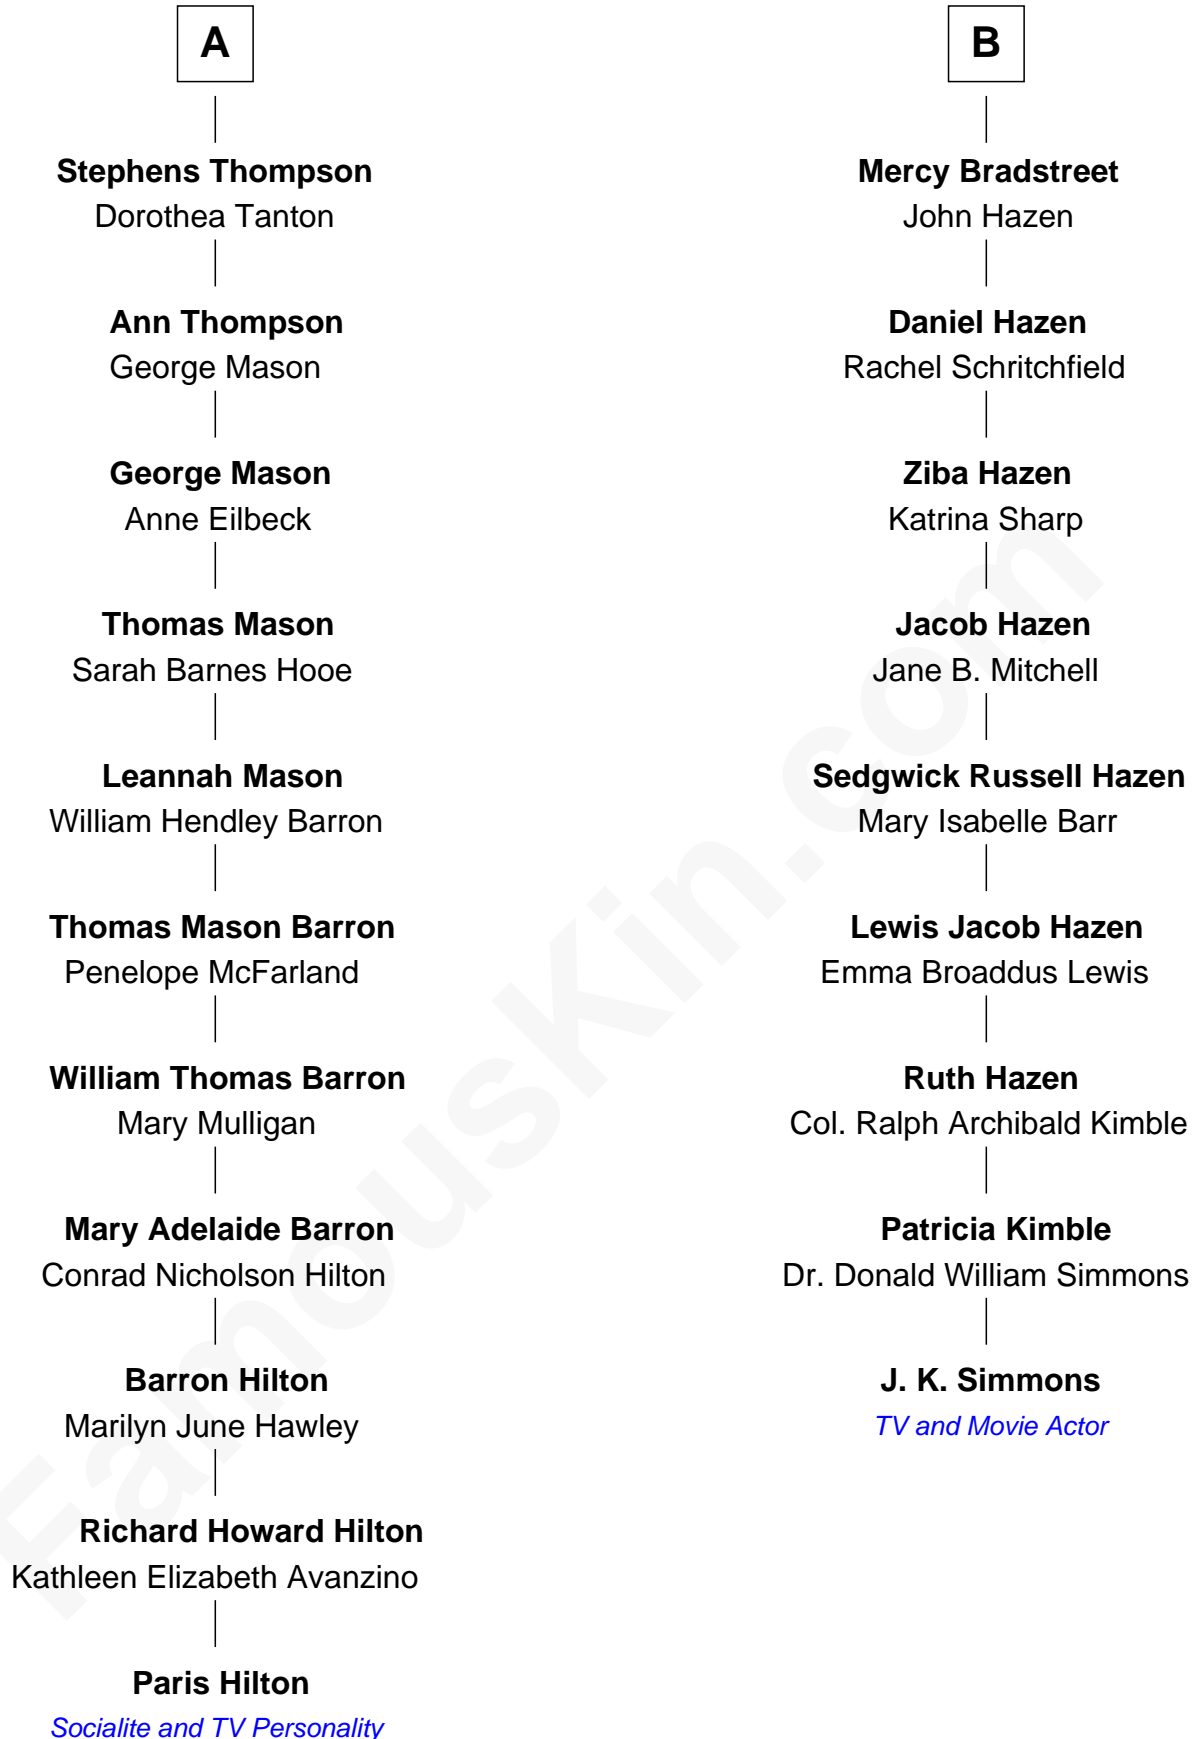 A
Stephens Thompson
Dorothea Tanton
Ann Thompson
George Mason
George Mason
Anne Eilbeck
Thomas Mason
Sarah Barnes Hooe
Leannah Mason
William Hendley Barron
Thomas Mason Barron
Penelope McFarland
William Thomas Barron
Mary Mulligan
Mary Adelaide Barron
Conrad Nicholson Hilton
Barron Hilton
Marilyn June Hawley
Richard Howard Hilton
Kathleen Elizabeth Avanzino
Paris Hilton
Socialite and TV Personality
B
Mercy Bradstreet
John Hazen
Daniel Hazen
Rachel Schritchfield
Ziba Hazen
Katrina Sharp
Jacob Hazen
Jane B. Mitchell
Sedgwick Russell Hazen
Mary Isabelle Barr
Lewis Jacob Hazen
Emma Broaddus Lewis
Ruth Hazen
Col. Ralph Archibald Kimble
Patricia Kimble
Dr. Donald William Simmons
J. K. Simmons
TV and Movie Actor
FamousKin.com